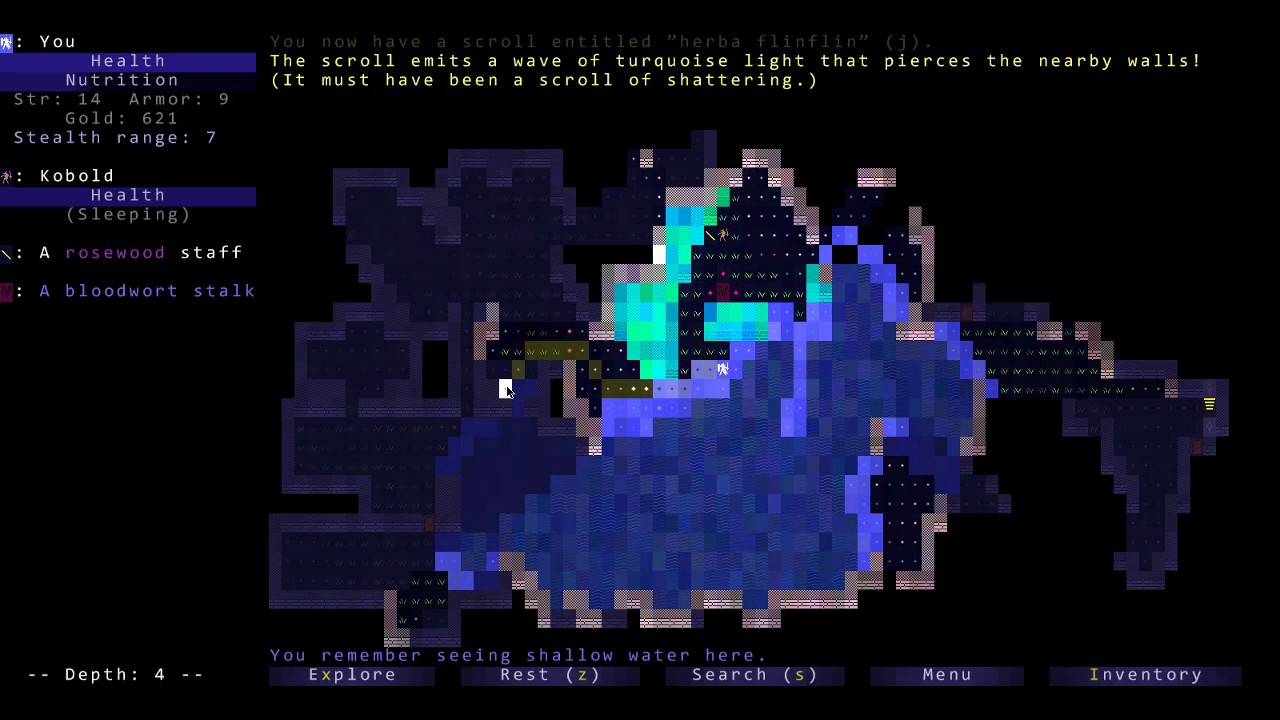 : You
Health
Nutrition
Str: 14 Armor: 9
Gold: 621
Stealth range: 7
: Kobold
Health
(Sleeping)
: A rosewood staff
: A bloodwort stalk
You now have a scroll entitled ”herba flinflin” (j).
The scroll emits a wave of turquoise light that pierces the nearby walls!
(It must have been a scroll of shattering.)
You remember seeing shallow water here.
-- Depth: 4 --
Explore
Rest (z)
Search (s)
Menu
Inventory